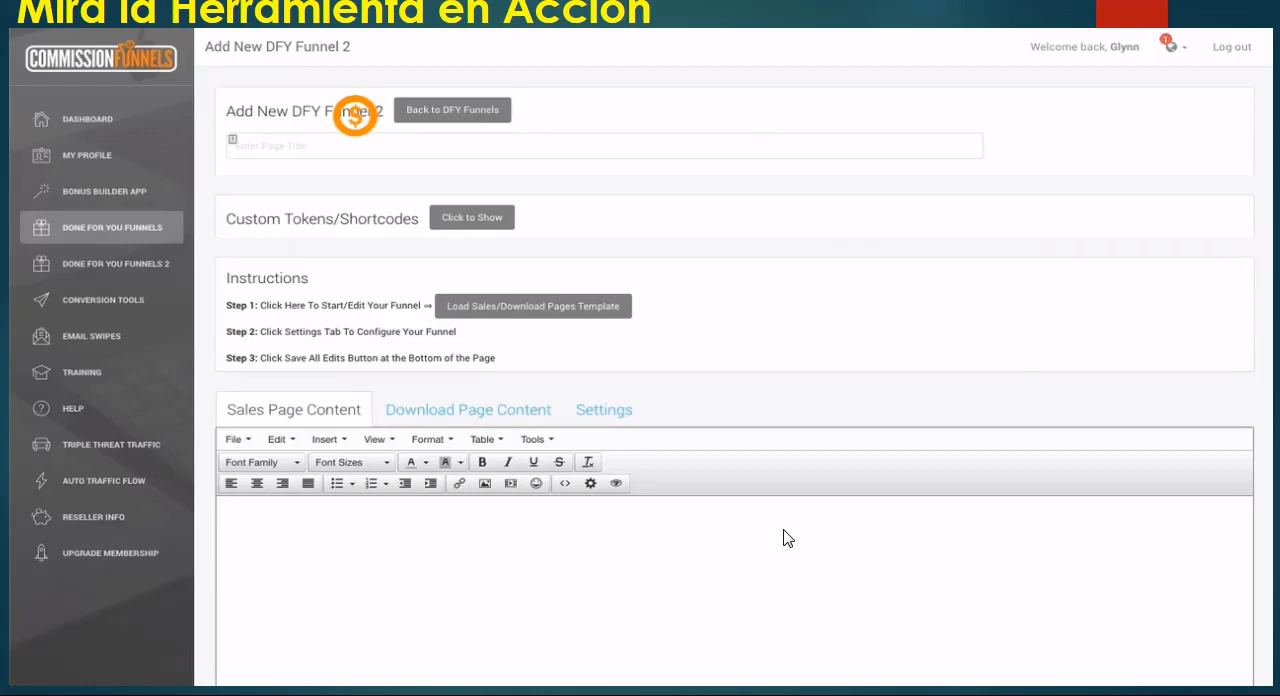 Mira la Herramienta en Acción
COMMISSION FUNNELS
Add New DFY Funnel 2
Welcome back, Glynn
1
Log out
DASHBOARD
MY PROFILE
BONUS BUILDER APP
DONE FOR YOU FUNNELS
DONE FOR YOU FUNNELS 2
CONVERSION TOOLS
EMAIL SWIPES
TRAINING
HELP
TRIPLE THREAT TRAFFIC
AUTO TRAFFIC FLOW
RESELLER INFO
UPGRADE MEMBERSHIP
Add New DFY Funnel 2
Back to DFY Funnels
Enter Page Title
Custom Tokens/Shortcodes
Click to Show
Instructions
Step 1: Click Here To Start/Edit Your Funnel ⇒ Load Sales/Download Pages Template
Step 2: Click Settings Tab To Configure Your Funnel
Step 3: Click Save All Edits Button at the Bottom of the Page
Sales Page Content Download Page Content Settings
File Edit Insert View Format Table Tools
Font Family Font Sizes A A B I U S Tx